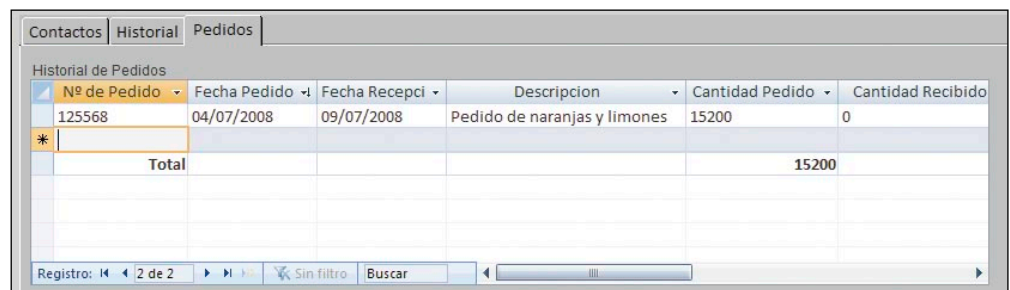 Contactos Historial Pedidos
Historial de Pedidos
Nº de Pedido Fecha Pedido Fecha Recepci Descripcion Cantidad Pedido Cantidad Recibido
125568 04/07/2008 09/07/2008 Pedido de naranjas y limones 15200 0
Total 15200
Registro: 2 de 2 Sin filtro Buscar